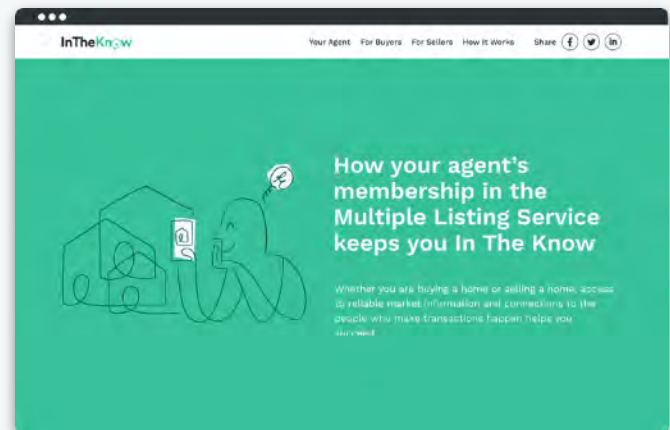 InTheKnow
Your Agent For Buyers For Sellers How It Works Share
How your agent's
membership in the
Multiple Listing Service
keeps you In The Know
Whether you are buying a home or selling a home, access
to reliable market information and connections to the
people who make transactions happen helps you